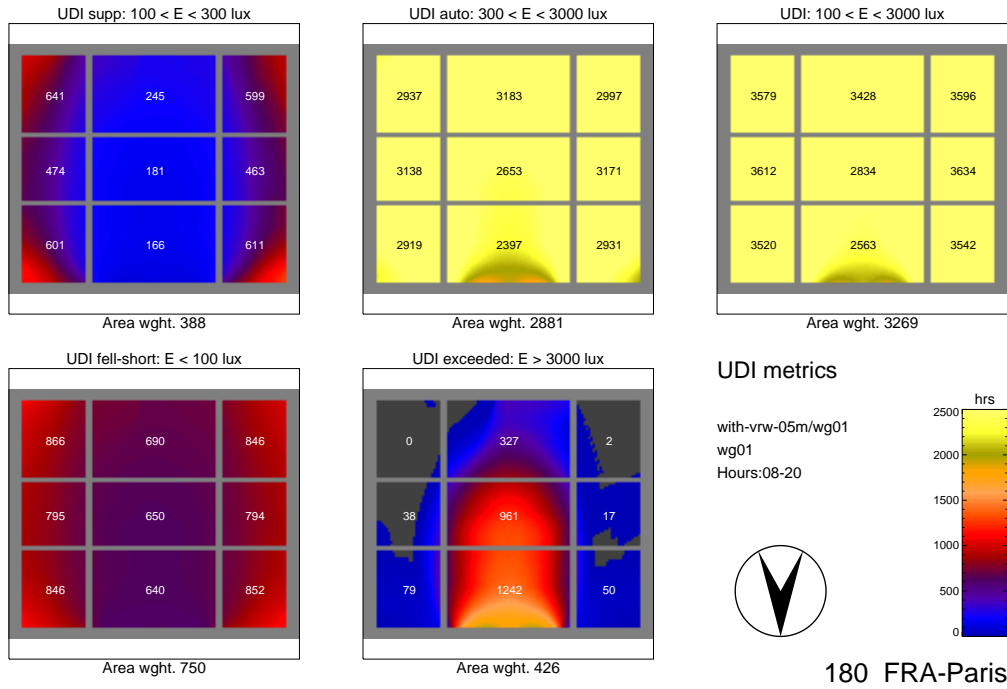 UDI supp: 100 < E < 300 lux
641 245 599
474 181 463
601 166 611
Area wght. 388
UDI auto: 300 < E < 3000 lux
2937 3183 2997
3138 2653 3171
2919 2397 2931
Area wght. 2881
UDI: 100 < E < 3000 lux
3579 3428 3596
3612 2834 3634
3520 2563 3542
Area wght. 3269
UDI fell-short: E < 100 lux
866 690 846
795 650 794
846 640 852
Area wght. 750
UDI exceeded: E > 3000 lux
0 327 2
38 961 17
79 1242 50
Area wght. 426
UDI metrics
with-vrw-05m/wg01
wg01
Hours:08-20
hrs
2500
2000
1500
1000
500
0
180 FRA-Paris